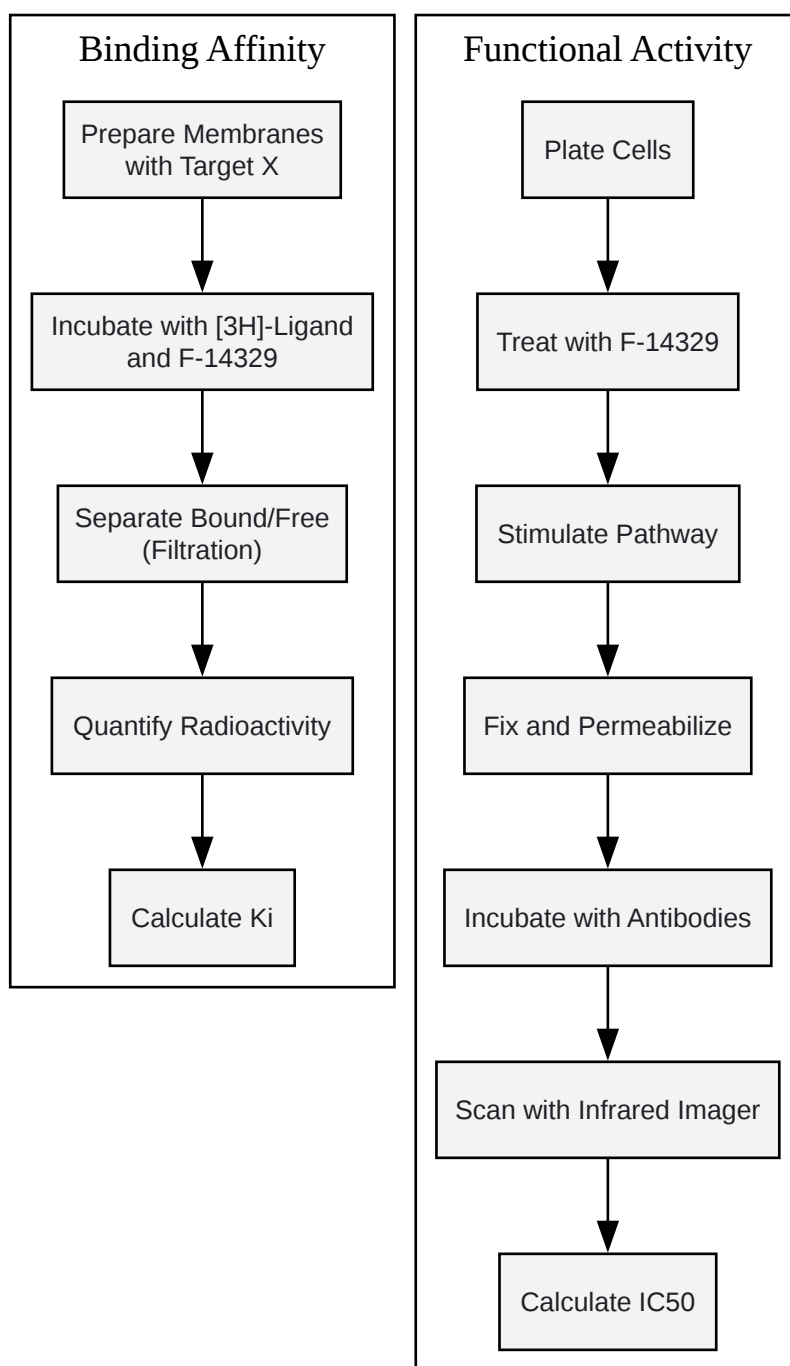 Binding Affinity
Prepare Membranes
with Target X
Incubate with [3H]-Ligand
and F-14329
Separate Bound/Free
(Filtration)
Quantify Radioactivity
Calculate Ki
Functional Activity
Plate Cells
Treat with F-14329
Stimulate Pathway
Fix and Permeabilize
Incubate with Antibodies
Scan with Infrared Imager
Calculate IC50